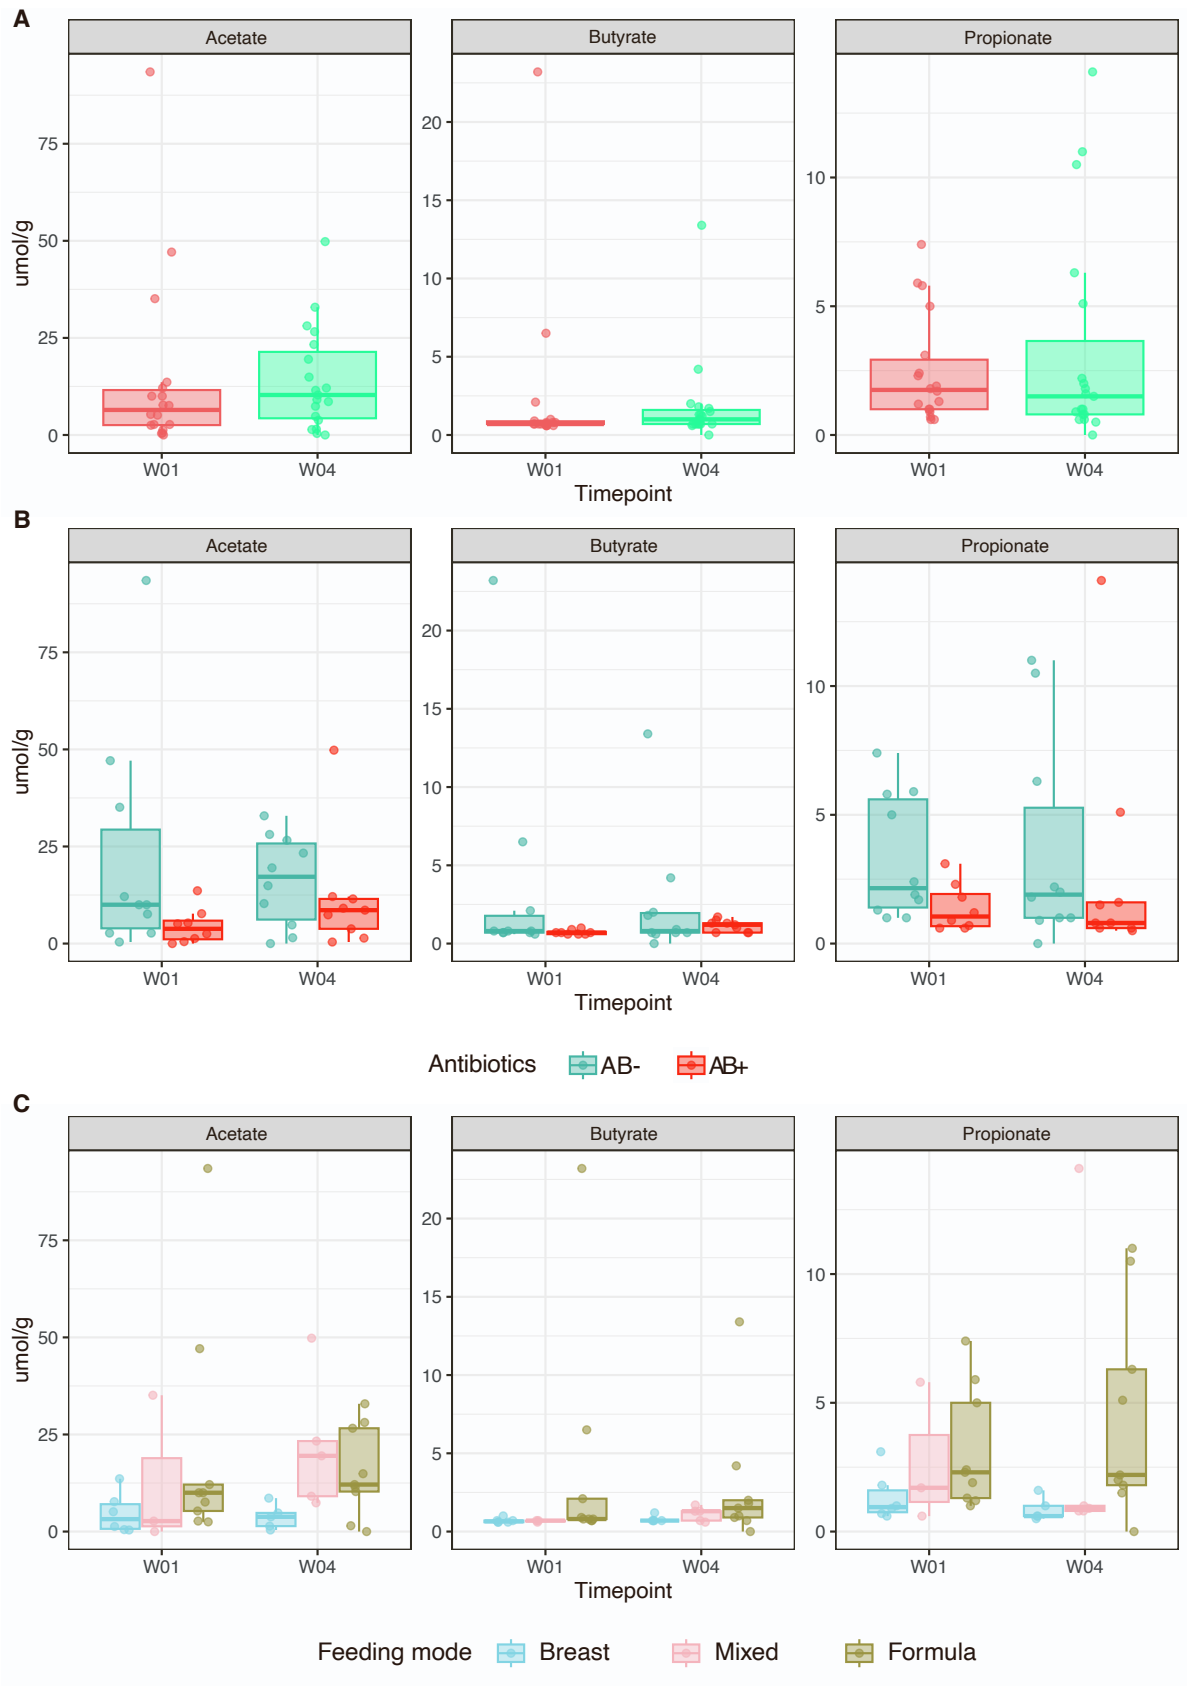 A
Acetate Butyrate Propionate
umol/g
75
50
25
0
20
15
10
5
0
10
5
0
W01 W04 W01 W04 W01 W04
Timepoint
B
Acetate Butyrate Propionate
umol/g
75
50
25
0
20
15
10
5
0
10
5
0
W01 W04 W01 W04 W01 W04
Timepoint
Antibiotics AB- AB+
C
Acetate Butyrate Propionate
umol/g
75
50
25
0
20
15
10
5
0
10
5
0
W01 W04 W01 W04 W01 W04
Timepoint
Feeding mode Breast Mixed Formula